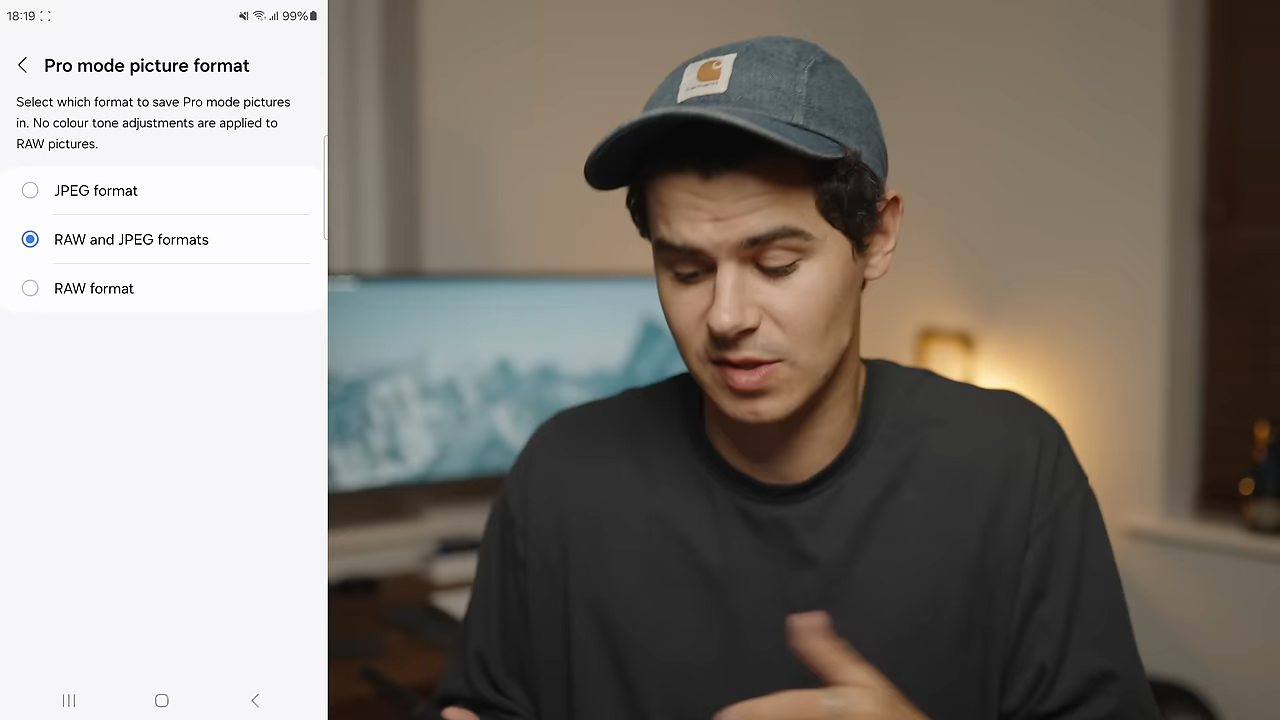 18:19
99%
Pro mode picture format
Select which format to save Pro mode pictures
in. No colour tone adjustments are applied to
RAW pictures.
JPEG format
RAW and JPEG formats
RAW format